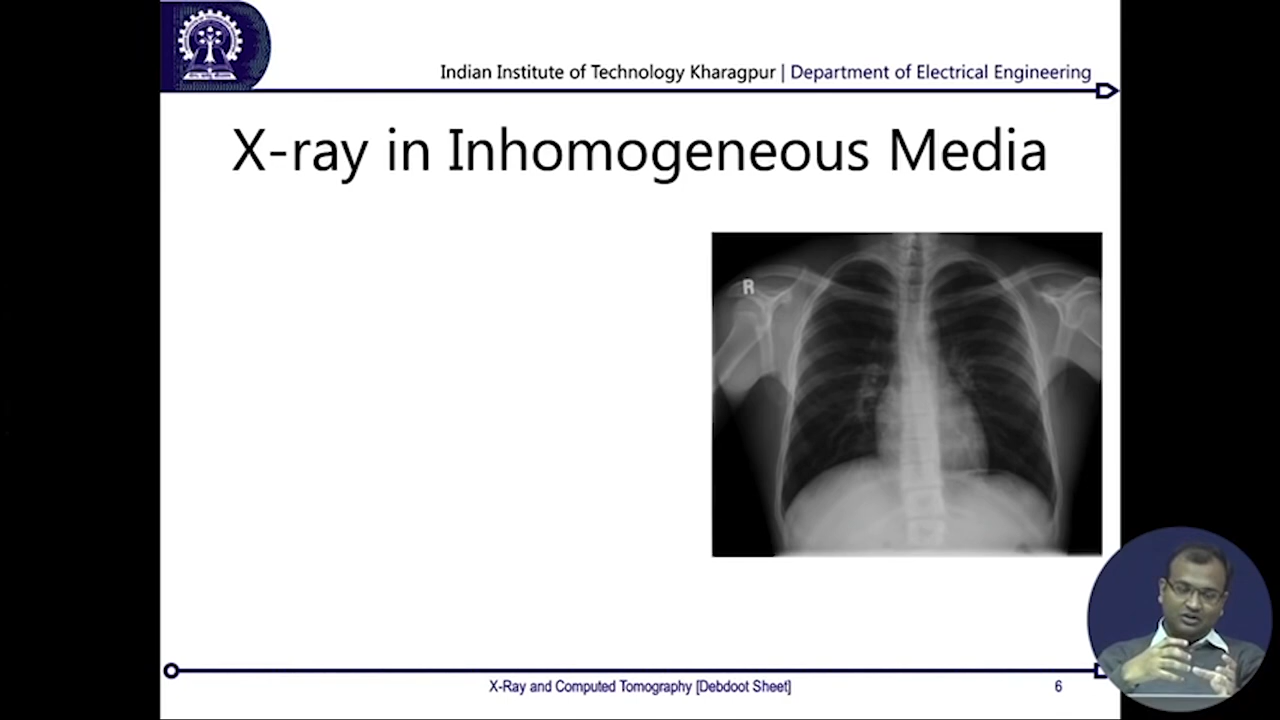 Indian Institute of Technology Kharagpur | Department of Electrical Engineering
X-ray in Inhomogeneous Media
R
X-Ray and Computed Tomography [Debdoot Sheet] 6